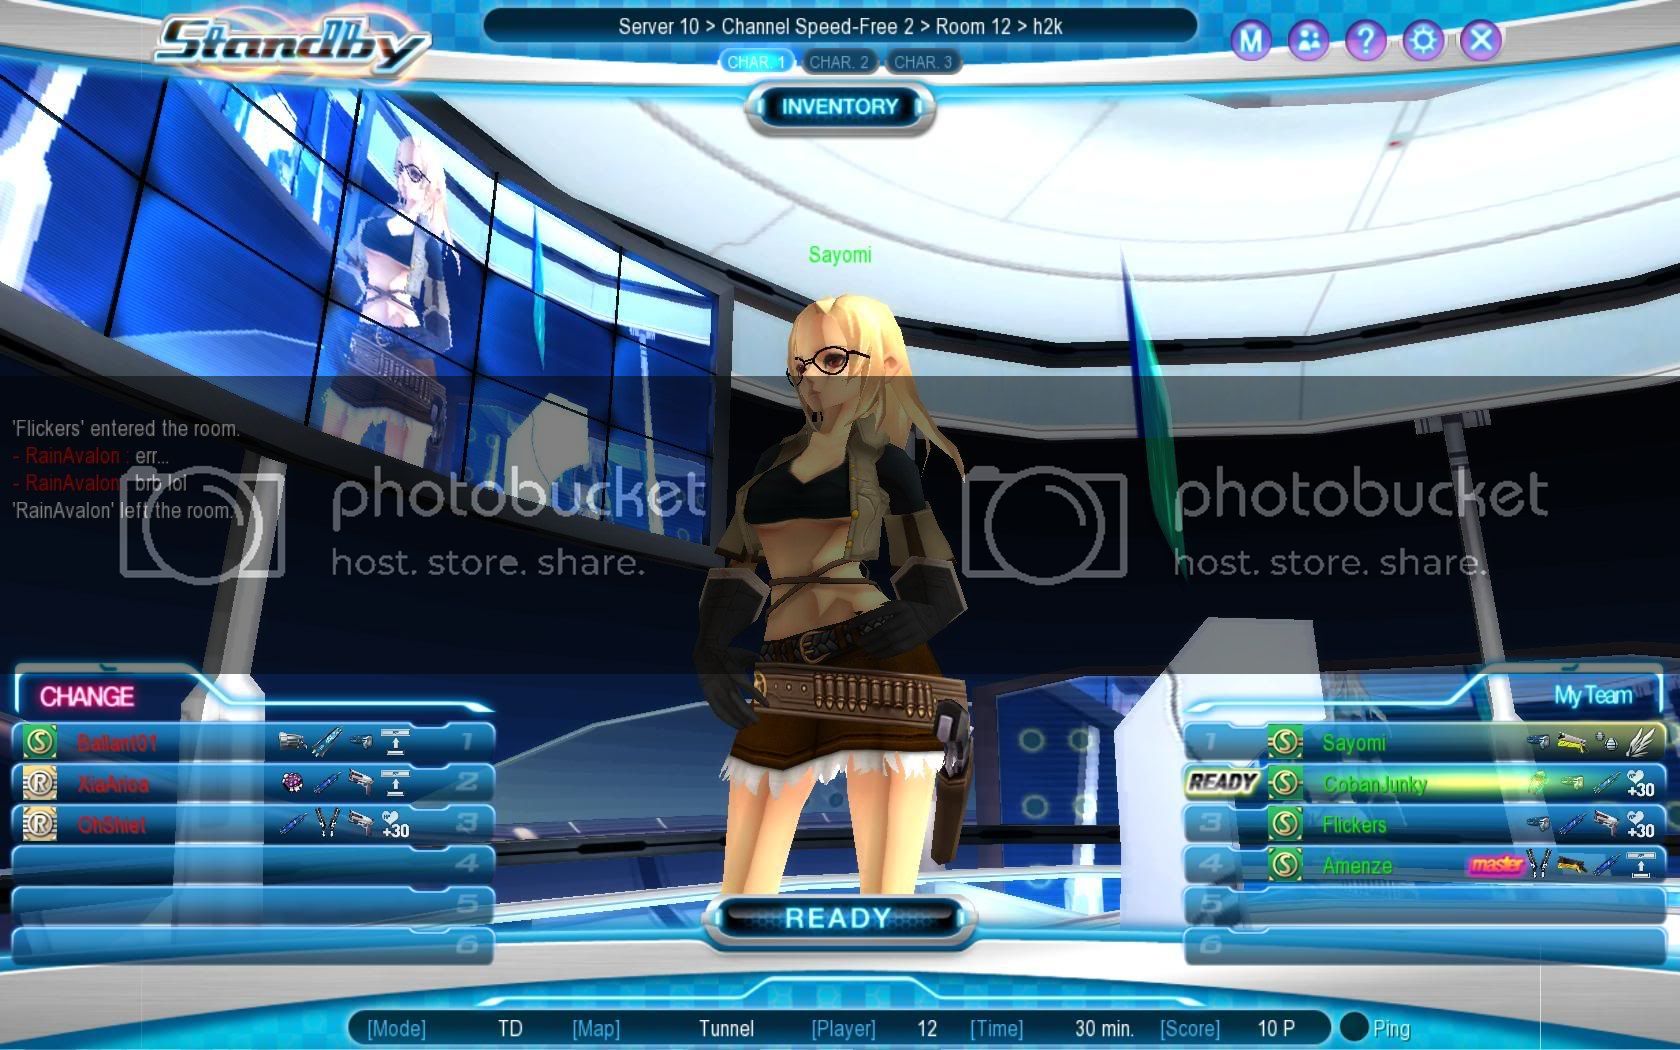 Standby
Server 10 > Channel Speed-Free 2 > Room 12 > h2k
M
?
CHAR. 1
CHAR. 2
CHAR. 3
INVENTORY
Sayomi
'Flickers' entered the room.
- RainAvalon : err...
- RainAvalon : brb lol
'RainAvalon' left the room.
photobucket
host. store. share.
photobucket
host. store. share.
CHANGE
S Ballant01 1
R XiaArioa 2
R OhShiet +30 3
4
5
6
My Team
1 S Sayomi
READY S CobanJunky +30
3 S Flickers +30
4 S Amenze master
5
6
READY
[Mode] TD [Map] Tunnel [Player] 12 [Time] 30 min. [Score] 10 P Ping